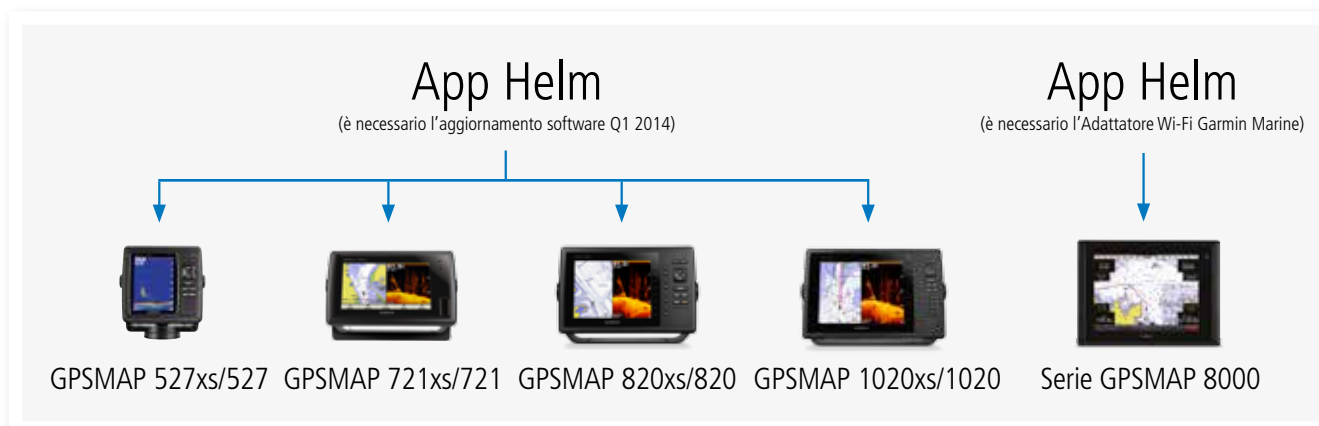 App Helm
(è necessario l'aggiornamento software Q1 2014)
App Helm
(è necessario l'Adattatore Wi-Fi Garmin Marine)
GPSMAP 527xs/527
GPSMAP 721xs/721
GPSMAP 820xs/820
GPSMAP 1020xs/1020
Serie GPSMAP 8000